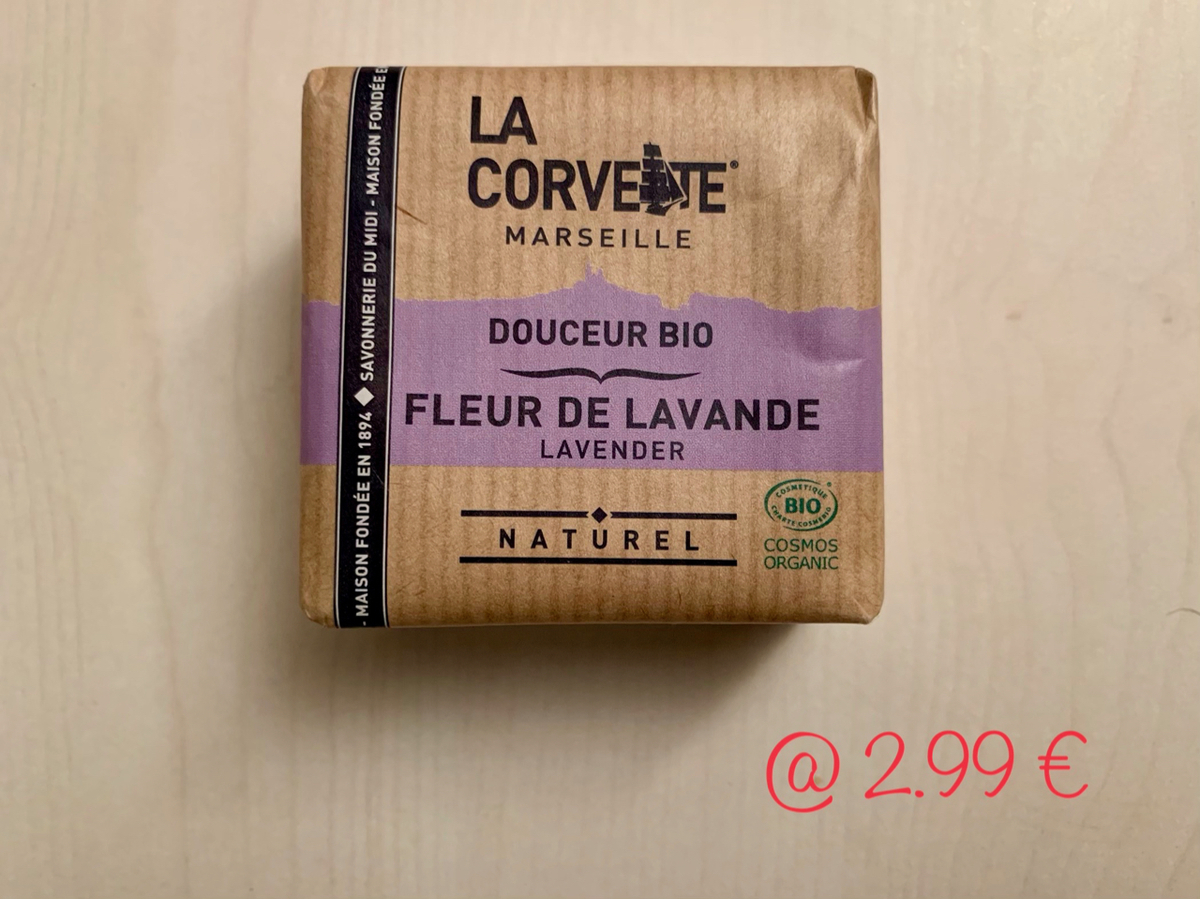 LA
CORVETTE®
MARSEILLE
DOUCEUR BIO
FLEUR DE LAVANDE
LAVENDER
NATUREL
COSMETIQUE
BIO
CHARTE COSMEBIO
COSMOS
ORGANIC
- MAISON FONDÉE EN 1894 ◆ SAVONNERIE DU MIDI - MAISON FONDÉE E
@ 2.99 €